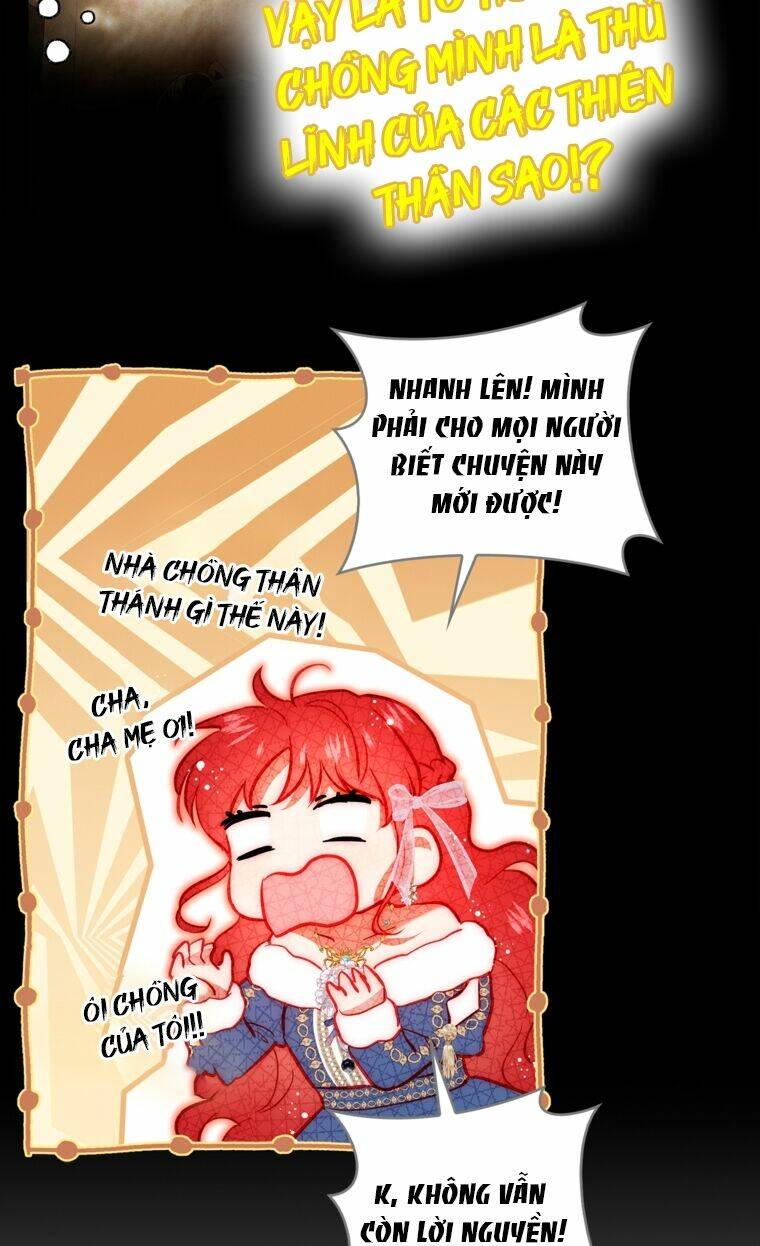 VẬY LÀ
CHỒNG MÌNH LÀ THỦ
LĨNH CỦA CÁC THIÊN
THẦN SAO!?
NHANH LÊN! MÌNH
PHẢI CHO MỌI NGƯỜI
BIẾT CHUYỆN NÀY
MỚI ĐƯỢC!
NHÀ CHỒNG THẦN
THÁNH GÌ THẾ NÀY!
CHA,
CHA MẸ ƠI!
ÔI CHỒNG
CỦA TÔI!!!
K, KHÔNG VẪN
CÒN LỜI NGUYỀN!